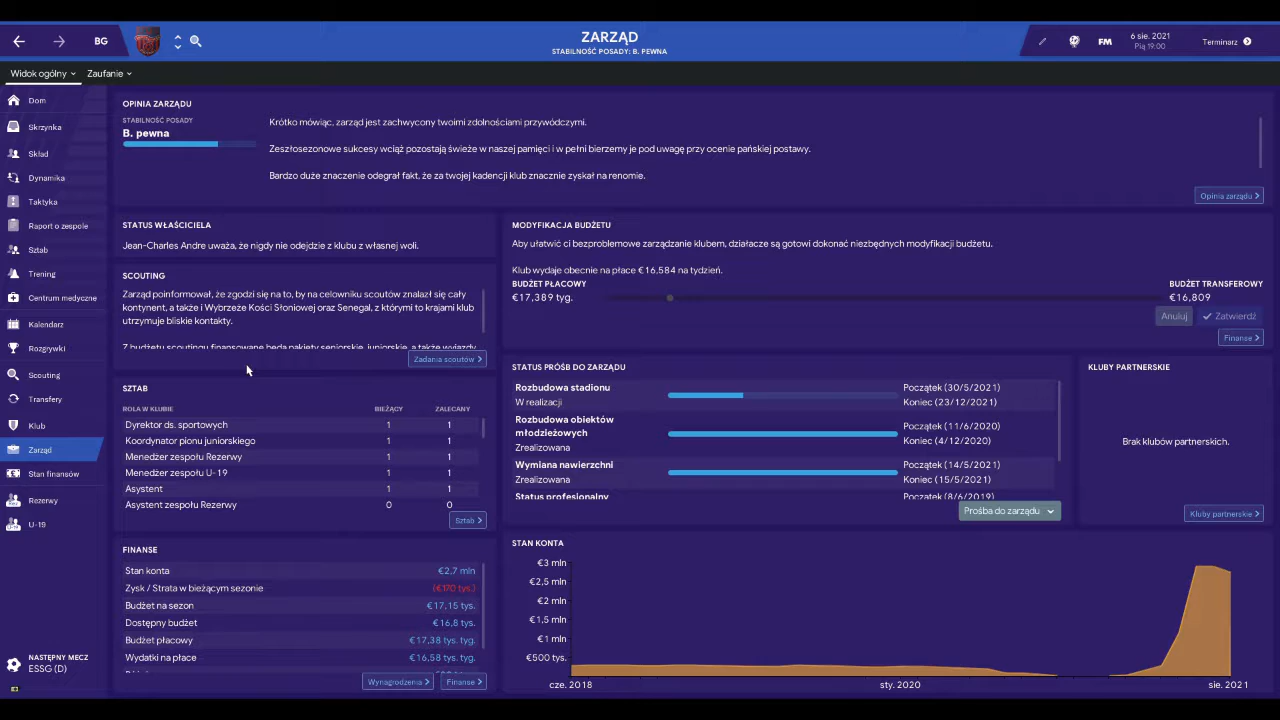 BG
ZARZĄD
STABILNOŚĆ POSADY: B. PEWNA
FM
6 sie. 2021
Pią 19:00
Terminarz
Widok ogólny
Zaufanie
Dom
Skrzynka
Skład
Dynamika
Taktyka
Raport o zespole
Sztab
Trening
Centrum medyczne
Kalendarz
Rozgrywki
Scouting
Transfery
Klub
Zarząd
Stan finansów
Rezerwy
U-19
NASTĘPNY MECZ
ESSG (D)
OPINIA ZARZĄDU
STABILNOŚĆ POSADY
B. pewna
Krótko mówiąc, zarząd jest zachwycony twoimi zdolnościami przywódczymi.
Zeszłosezonowe sukcesy wciąż pozostają świeże w naszej pamięci i w pełni bierzemy je pod uwagę przy ocenie pańskiej postawy.
Bardzo duże znaczenie odegrał fakt, że za twojej kadencji klub znacznie zyskał na renomie.
Opinia zarządu
STATUS WŁAŚCICIELA
Jean-Charles Andre uważa, że nigdy nie odejdzie z klubu z własnej woli.
SCOUTING
Zarząd poinformował, że zgodzi się na to, by na celowniku scoutów znalazł się cały
kontynent, a także i Wybrzeże Kości Słoniowej oraz Senegal, z którymi to krajami klub
utrzymuje bliskie kontakty.
Z budżetu scoutingu finansowane będą pakiety seniorskie, juniorskie, a także wyjazdy
Zadania scoutów
SZTAB
ROLA W KLUBIE BIEŻĄCY ZALECANY
Dyrektor ds. sportowych 1 1
Koordynator pionu juniorskiego 1 1
Menedżer zespołu Rezerwy 1 1
Menedżer zespołu U-19 1 1
Asystent 1 1
Asystent zespołu Rezerwy 0 0
Sztab
FINANSE
Stan konta €2,7 mln
Zysk / Strata w bieżącym sezonie (€170 tys.)
Budżet na sezon €17,15 tys.
Dostępny budżet €16,8 tys.
Budżet płacowy €17,38 tys. tyg.
Wydatki na płace €16,58 tys. tyg.
Wynagrodzenia
Finanse
MODYFIKACJA BUDŻETU
Aby ułatwić ci bezproblemowe zarządzanie klubem, działacze są gotowi dokonać niezbędnych modyfikacji budżetu.
Klub wydaje obecnie na płace €16,584 na tydzień.
BUDŻET PŁACOWY BUDŻET TRANSFEROWY
€17,389 tyg. €16,809
Anuluj
Zatwierdź
Finanse
STATUS PRÓŚB DO ZARZĄDU
Rozbudowa stadionu Początek (30/5/2021)
W realizacji Koniec (23/12/2021)
Rozbudowa obiektów
młodzieżowych
Początek (11/6/2020)
Koniec (4/12/2020)
Zrealizowana
Wymiana nawierzchni Początek (14/5/2021)
Zrealizowana Koniec (15/5/2021)
Status profesionalny Początek (8/6/2019)
Prośba do zarządu
KLUBY PARTNERSKIE
Brak klubów partnerskich.
Kluby partnerskie
STAN KONTA
€3 mln
€2,5 mln
€2 mln
€1,5 mln
€1 mln
€500 tys.
cze. 2018 sty. 2020 sie. 2021